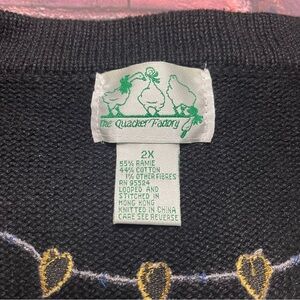 The Quacker Factory
2X
55% RAMIE
44% COTTON
1% OTHER FIBRES
RN 95524
LOOPED AND
STITCHED IN
HONG KONG
KNITTED IN CHINA
CARE SEE REVERSE